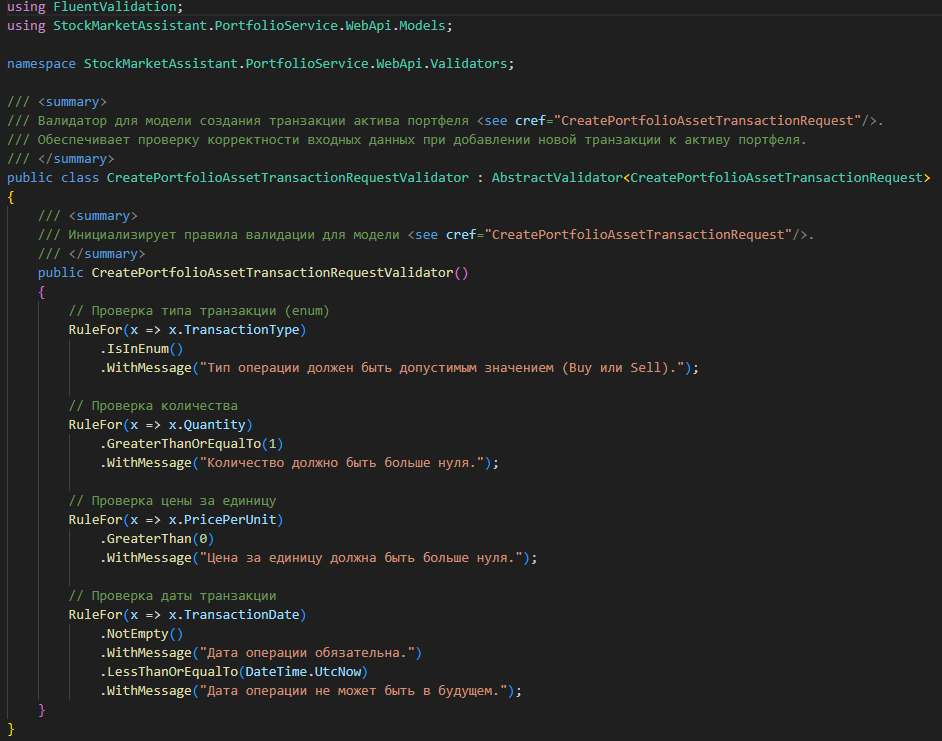 using FluentValidation;
using StockMarketAssistant.PortfolioService.WebApi.Models;

namespace StockMarketAssistant.PortfolioService.WebApi.Validators;

/// <summary>
/// Валидатор для модели создания транзакции актива портфеля <see cref="CreatePortfolioAssetTransactionRequest"/>.
/// Обеспечивает проверку корректности входных данных при добавлении новой транзакции к активу портфеля.
/// </summary>
public class CreatePortfolioAssetTransactionRequestValidator : AbstractValidator<CreatePortfolioAssetTransactionRequest>
{
    /// <summary>
    /// Инициализирует правила валидации для модели <see cref="CreatePortfolioAssetTransactionRequest"/>.
    /// </summary>
    public CreatePortfolioAssetTransactionRequestValidator()
    {
        // Проверка типа транзакции (enum)
        RuleFor(x => x.TransactionType)
            .IsInEnum()
            .WithMessage("Тип операции должен быть допустимым значением (Buy или Sell).");

        // Проверка количества
        RuleFor(x => x.Quantity)
            .GreaterThanOrEqualTo(1)
            .WithMessage("Количество должно быть больше нуля.");

        // Проверка цены за единицу
        RuleFor(x => x.PricePerUnit)
            .GreaterThan(0)
            .WithMessage("Цена за единицу должна быть больше нуля.");

        // Проверка даты транзакции
        RuleFor(x => x.TransactionDate)
            .NotEmpty()
            .WithMessage("Дата операции обязательна.")
            .LessThanOrEqualTo(DateTime.UtcNow)
            .WithMessage("Дата операции не может быть в будущем.");
    }
}